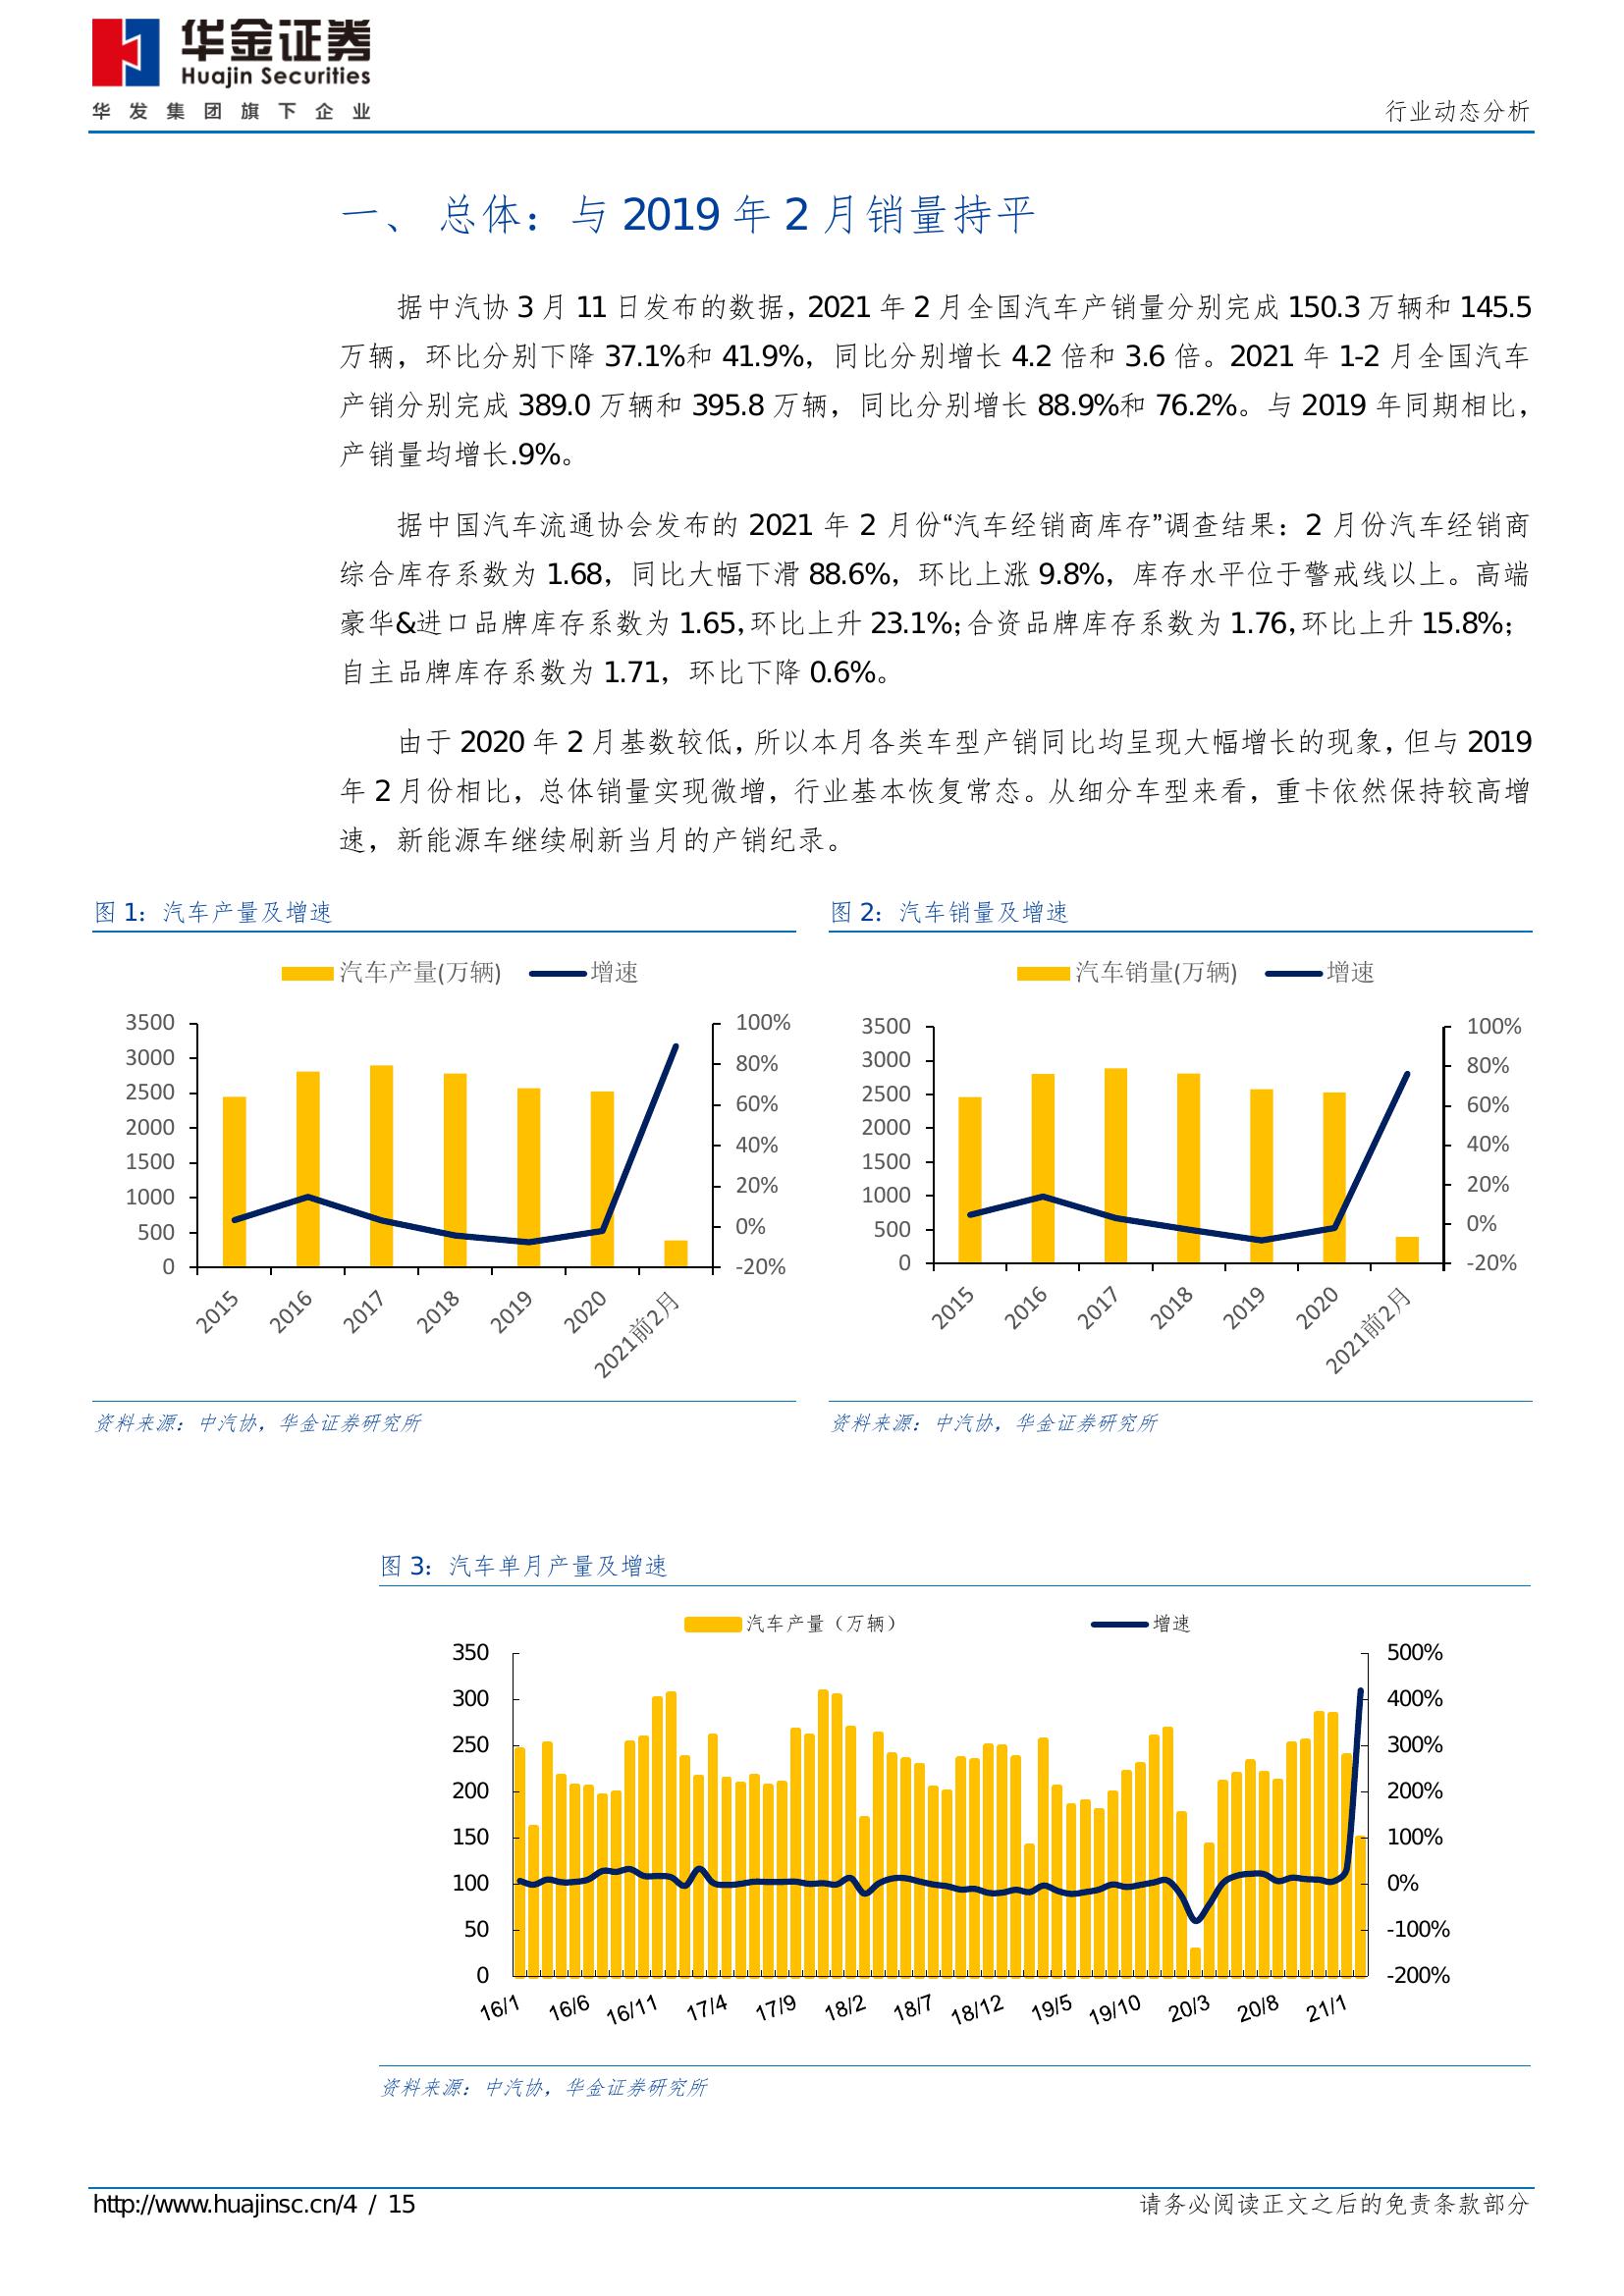 华金证券
Huajin Securities
华发集团旗下企业
行业动态分析
一、 总体：与 2019 年 2 月销量持平
据中汽协 3 月 11 日发布的数据，2021 年 2 月全国汽车产销量分别完成 150.3 万辆和 145.5
万辆，环比分别下降 37.1%和 41.9%，同比分别增长 4.2 倍和 3.6 倍。2021 年 1-2 月全国汽车
产销分别完成 389.0 万辆和 395.8 万辆，同比分别增长 88.9%和 76.2%。与 2019 年同期相比，
产销量均增长.9%。
据中国汽车流通协会发布的 2021 年 2 月份“汽车经销商库存”调查结果：2 月份汽车经销商
综合库存系数为 1.68，同比大幅下滑 88.6%，环比上涨 9.8%，库存水平位于警戒线以上。高端
豪华&进口品牌库存系数为 1.65，环比上升 23.1%；合资品牌库存系数为 1.76，环比上升 15.8%；
自主品牌库存系数为 1.71，环比下降 0.6%。
由于 2020 年 2 月基数较低，所以本月各类车型产销同比均呈现大幅增长的现象，但与 2019
年 2 月份相比，总体销量实现微增，行业基本恢复常态。从细分车型来看，重卡依然保持较高增
速，新能源车继续刷新当月的产销纪录。
图 1：汽车产量及增速
汽车产量(万辆) 增速
3500
3000
2500
2000
1500
1000
500
0
100%
80%
60%
40%
20%
0%
-20%
2015 2016 2017 2018 2019 2020 2021前2月
资料来源：中汽协，华金证券研究所
图 2：汽车销量及增速
汽车销量(万辆) 增速
3500
3000
2500
2000
1500
1000
500
0
100%
80%
60%
40%
20%
0%
-20%
2015 2016 2017 2018 2019 2020 2021前2月
资料来源：中汽协，华金证券研究所
图 3：汽车单月产量及增速
汽车产量（万辆） 增速
350
300
250
200
150
100
50
0
500%
400%
300%
200%
100%
0%
-100%
-200%
16/1 16/6 16/11 17/4 17/9 18/2 18/7 18/12 19/5 19/10 20/3 20/8 21/1
资料来源：中汽协，华金证券研究所
http://www.huajinsc.cn/4 / 15
请务必阅读正文之后的免责条款部分